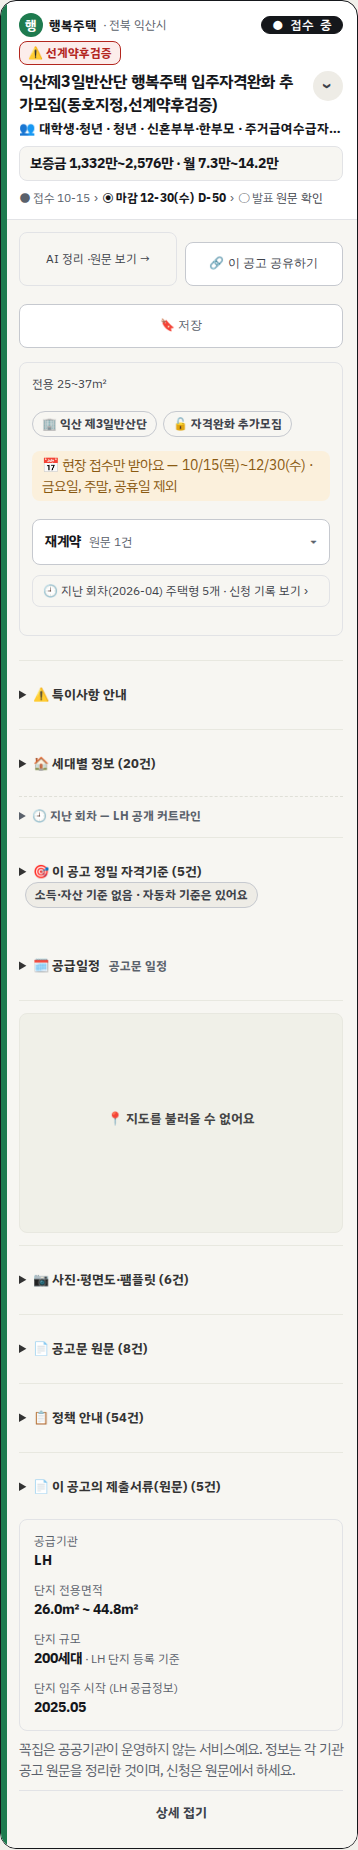 행 행복주택 · 전북 익산시 ● 접수 중
⚠️ 선계약후검증
익산제3일반산단 행복주택 입주자격완화 추
가모집(동호지정,선계약후검증)
👥 대학생·청년 · 청년 · 신혼부부·한부모 · 주거급여수급자…
보증금 1,332만~2,576만 · 월 7.3만~14.2만
● 접수 10-15 › ◉ 마감 12-30(수) D-50 › ○ 발표 원문 확인
AI 정리 ·원문 보기 →
🔗 이 공고 공유하기
🔖 저장
전용 25~37m²
🏢 익산 제3일반산단
🔓 자격완화 추가모집
📅 현장 접수만 받아요 — 10/15(목)~12/30(수) ·
금요일, 주말, 공휴일 제외
재계약 원문 1건
🕘 지난 회차(2026-04) 주택형 5개 · 신청 기록 보기 ›
▶ ⚠️ 특이사항 안내
▶ 🏠 세대별 정보 (20건)
▶ 🕘 지난 회차 — LH 공개 커트라인
▶ 🎯 이 공고 정밀 자격기준 (5건)
소득·자산 기준 없음 · 자동차 기준은 있어요
▶ 🗓️ 공급일정 공고문 일정
📍 지도를 불러올 수 없어요
▶ 📷 사진·평면도·팸플릿 (6건)
▶ 📄 공고문 원문 (8건)
▶ 📋 정책 안내 (54건)
▶ 📄 이 공고의 제출서류(원문) (5건)
공급기관
LH
단지 전용면적
26.0m² ~ 44.8m²
단지 규모
200세대 · LH 단지 등록 기준
단지 입주 시작 (LH 공급정보)
2025.05
꼭집은 공공기관이 운영하지 않는 서비스예요. 정보는 각 기관
공고 원문을 정리한 것이며, 신청은 원문에서 하세요.
상세 접기